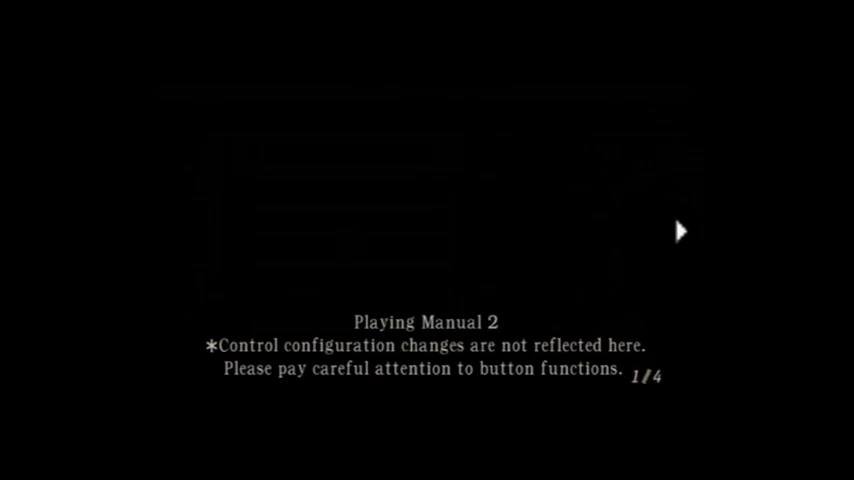 Playing Manual 2
*Control configuration changes are not reflected here.
Please pay careful attention to button functions.
1/4